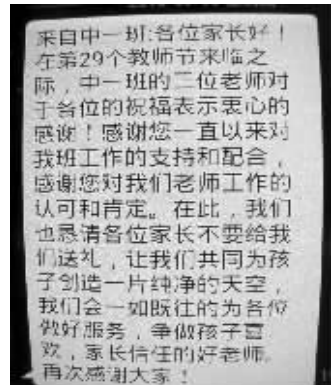 来自中一班:各位家长好！
在第29个教师节来临之
际，中一班的三位老师对
于各位的祝福表示衷心的
感谢！感谢您一直以来对
我班工作的支持和配合，
感谢您对我们老师工作的
认可和肯定。在此，我们
也恳请各位家长不要给我
们送礼，让我们共同为孩
子创造一片纯净的天空，
我们会一如既往的为各位
做好服务，争做孩子喜
欢，家长信任的好老师。
再次感谢大家！